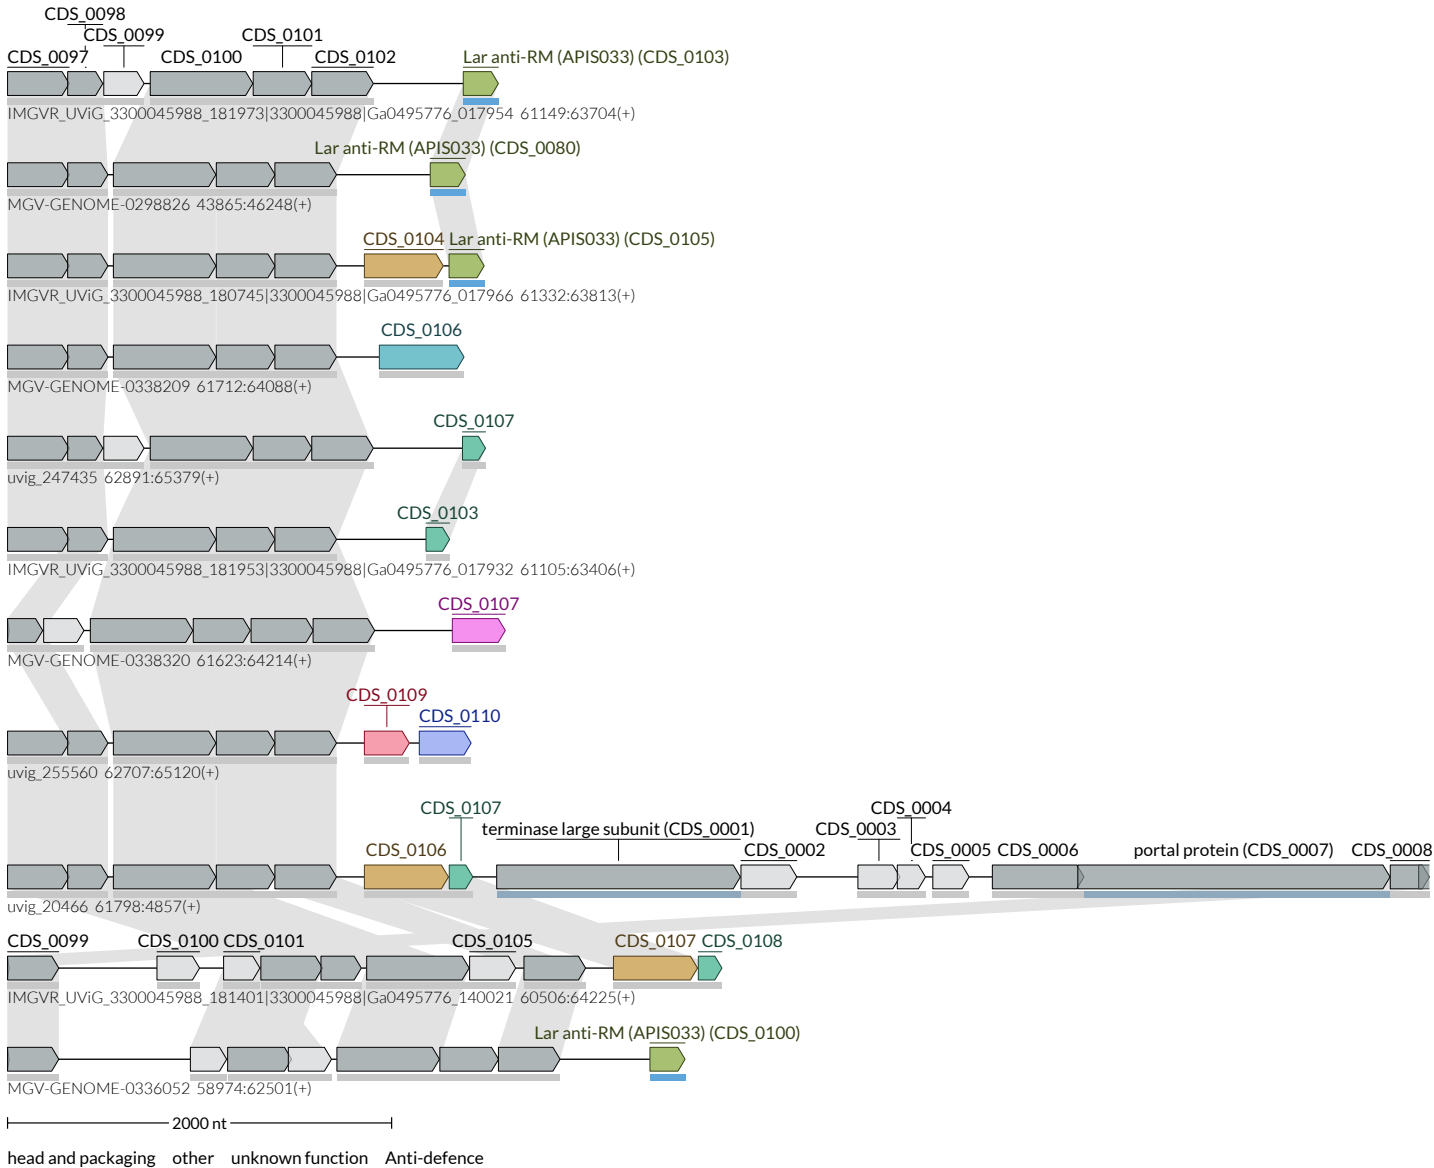 CDS_0098
CDS_0099 CDS_0101
CDS_0097 CDS_0100 CDS_0102 Lar anti-RM (APIS033) (CDS_0103)
IMGVR_UViG_3300045988_181973|3300045988|Ga0495776_017954 61149:63704(+)
Lar anti-RM (APIS033) (CDS_0080)
MGV-GENOME-0298826 43865:46248(+)
CDS_0104 Lar anti-RM (APIS033) (CDS_0105)
IMGVR_UViG_3300045988_180745|3300045988|Ga0495776_017966 61332:63813(+)
CDS_0106
MGV-GENOME-0338209 61712:64088(+)
CDS_0107
uvig_247435 62891:65379(+)
CDS_0103
IMGVR_UViG_3300045988_181953|3300045988|Ga0495776_017932 61105:63406(+)
CDS_0107
MGV-GENOME-0338320 61623:64214(+)
CDS_0109
CDS_0110
uvig_255560 62707:65120(+)
CDS_0107 CDS_0004
terminase large subunit (CDS_0001) CDS_0003
CDS_0106 CDS_0002 CDS_0005 CDS_0006 portal protein (CDS_0007) CDS_0008
uvig_20466 61798:4857(+)
CDS_0099 CDS_0100 CDS_0101 CDS_0105 CDS_0107 CDS_0108
IMGVR_UViG_3300045988_181401|3300045988|Ga0495776_140021 60506:64225(+)
Lar anti-RM (APIS033) (CDS_0100)
MGV-GENOME-0336052 58974:62501(+)
2000 nt
head and packaging other unknown function Anti-defence